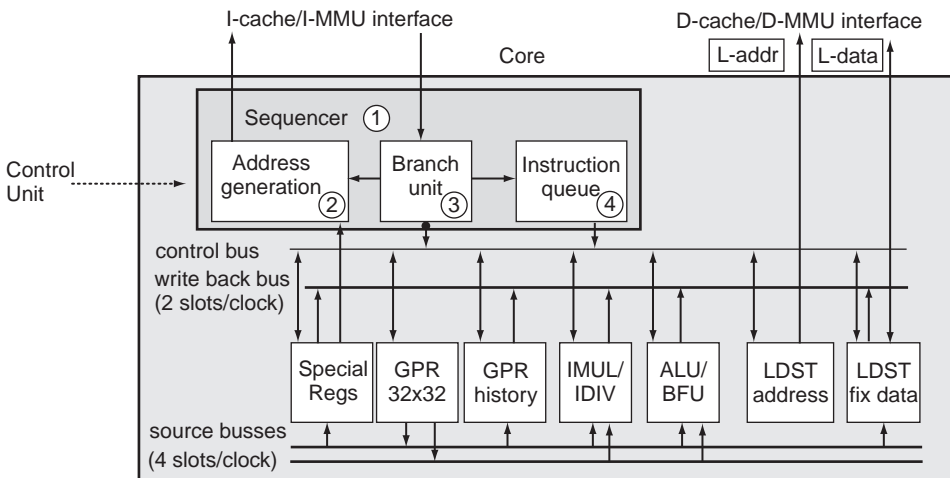 I-cache/I-MMU interface
D-cache/D-MMU interface
Core
L-addr
L-data
Sequencer 1
Control
Unit
Address
generation
2
Branch
unit
3
Instruction
queue
4
control bus
write back bus
(2 slots/clock)
Special
Regs
GPR
32x32
GPR
history
IMUL/
IDIV
ALU/
BFU
LDST
address
LDST
fix data
source busses
(4 slots/clock)